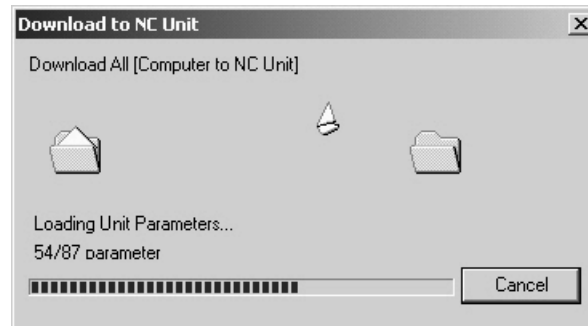 Download to NC Unit
Download All [Computer to NC Unit]
Loading Unit Parameters...
54/87 parameter
Cancel